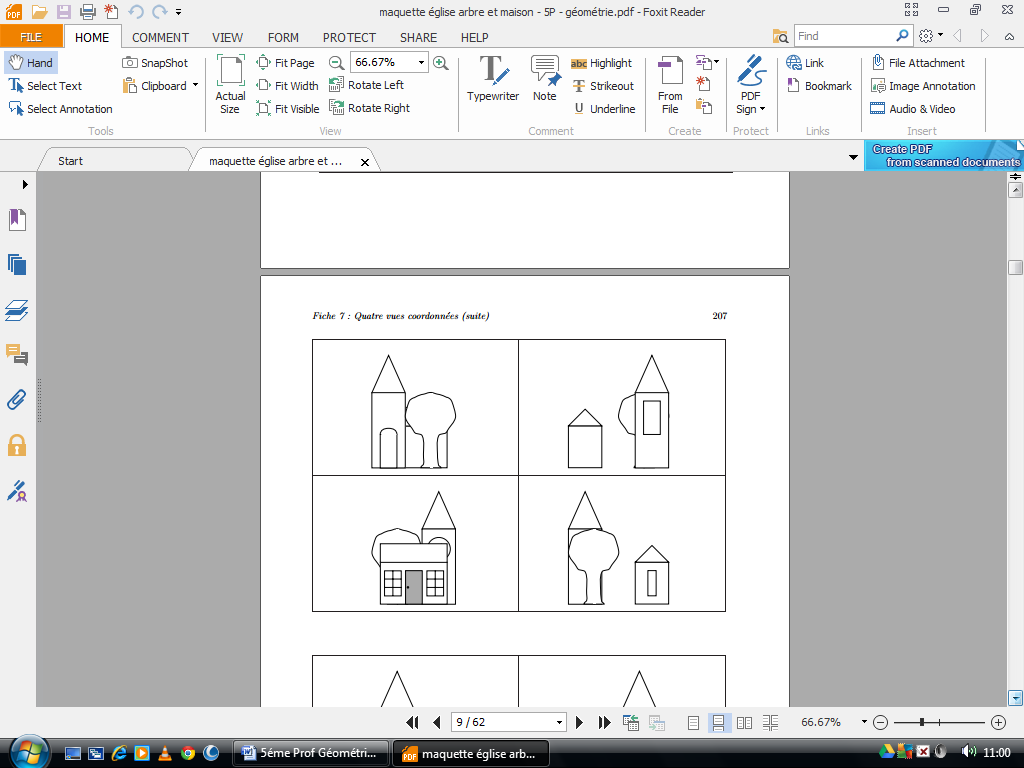 maquette église arbre et maison - 5P - géométrie.pdf - Foxit Reader
FILE HOME COMMENT VIEW FORM PROTECT SHARE HELP Find
Hand SnapShot Fit Page 66.67% Rotate Left Highlight Link File Attachment
Select Text Clipboard Actual Size Fit Width Typewriter Note Strikeout From File PDF Sign Bookmark Image Annotation
Select Annotation Fit Visible Rotate Right Underline Audio & Video
Tools View Comment Create Protect Links Insert
Start maquette église arbre et ... Create PDF
from scanned documents
Fiche 7 : Quatre vues coordonnées (suite) 207
9 / 62 66.67%
5éme Prof Géométri... maquette église arb... 11:00